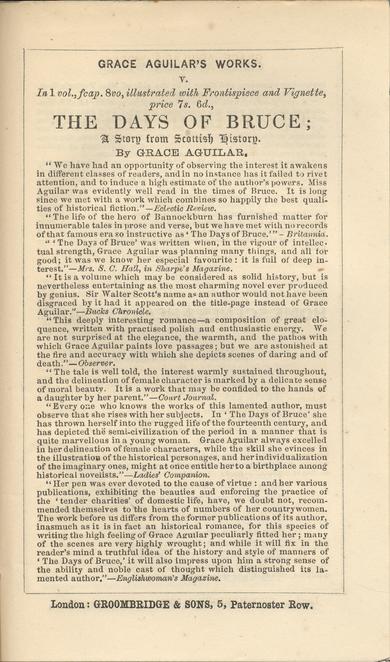 GRACE AGUILAR'S WORKS.
V.
In 1 vol., fcap. 8vo, illustrated with Frontispiece and Vignette,
price 7s. 6d.,
THE DAYS OF BRUCE;
A Story from Scottish History.
By GRACE AGUILAR,
"We have had an opportunity of observing the interest it awakens
in different classes of readers, and in no instance has it failed to rivet
attention, and to induce a high estimate of the author's powers. Miss
Aguilar was evidently well read in the times of Bruce. It is long
since we met with a work which combines so happily the best quali-
ties of historical fiction."—Eclectic Review.
"The life of the hero of Bannockburn has furnished matter for
innumerable tales in prose and verse, but we have met with no records
of that famous era so instructive as 'The Days of Bruce.'"—Britannia.
"'The Days of Bruce' was written when, in the vigour of intellec-
tual strength, Grace Aguilar was planning many things, and all for
good; it was we know her especial favourite: it is full of deep in-
terest."—Mrs. S. C. Hall, in Sharpe's Magazine.
"It is a volume which may be considered as solid history, but is
nevertheless entertaining as the most charming novel ever produced
by genius. Sir Walter Scott's name as an author would not have been
disgraced by it had it appeared on the title-page instead of Grace
Aguilar."—Bucks Chronicle.
"This deeply interesting romance—a composition of great elo-
quence, written with practised polish and enthusiastic energy. We
are not surprised at the elegance, the warmth, and the pathos with
which Grace Aguilar paints love passages; but we are astonished at
the fire and accuracy with which she depicts scenes of daring and of
death."—Observer.
"The tale is well told, the interest warmly sustained throughout,
and the delineation of female character is marked by a delicate sense
of moral beauty. It is a work that may be confided to the hands of
a daughter by her parent."—Court Journal.
"Every one who knows the works of this lamented author, must
observe that she rises with her subjects. In 'The Days of Bruce' she
has thrown herself into the rugged life of the fourteenth century, and
has depicted the semi-civilization of the period in a manner that is
quite marvellous in a young woman. Grace Aguilar always excelled
in her delineation of female characters, while the skill she evinces in
the illustration of the historical personages, and her individualization
of the imaginary ones, might at once entitle her to a birthplace among
historical novelists."—Ladies' Companion.
"Her pen was ever devoted to the cause of virtue: and her various
publications, exhibiting the beauties and enforcing the practice of
the 'tender charities' of domestic life, have, we doubt not, recom-
mended themselves to the hearts of numbers of her countrywomen.
The work before us differs from the former publications of its author,
inasmuch as it is in fact an historical romance, for this species of
writing the high feeling of Grace Aguilar peculiarly fitted her; many
of the scenes are very highly wrought; and while it will fix in the
reader's mind a truthful idea of the history and style of manners of
'The Days of Bruce,' it will also impress upon him a strong sense of
the ability and noble cast of thought which distinguished its la-
mented author."—Englishwoman's Magazine.
London: GROOMBRIDGE & SONS, 5, Paternoster Row.